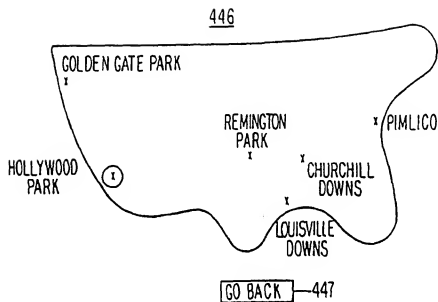 446
GOLDEN GATE PARK
REMINGTON
PARK
PIMLICO
HOLLYWOOD
PARK
CHURCHILL
DOWNS
LOUISVILLE
DOWNS
GO BACK 447